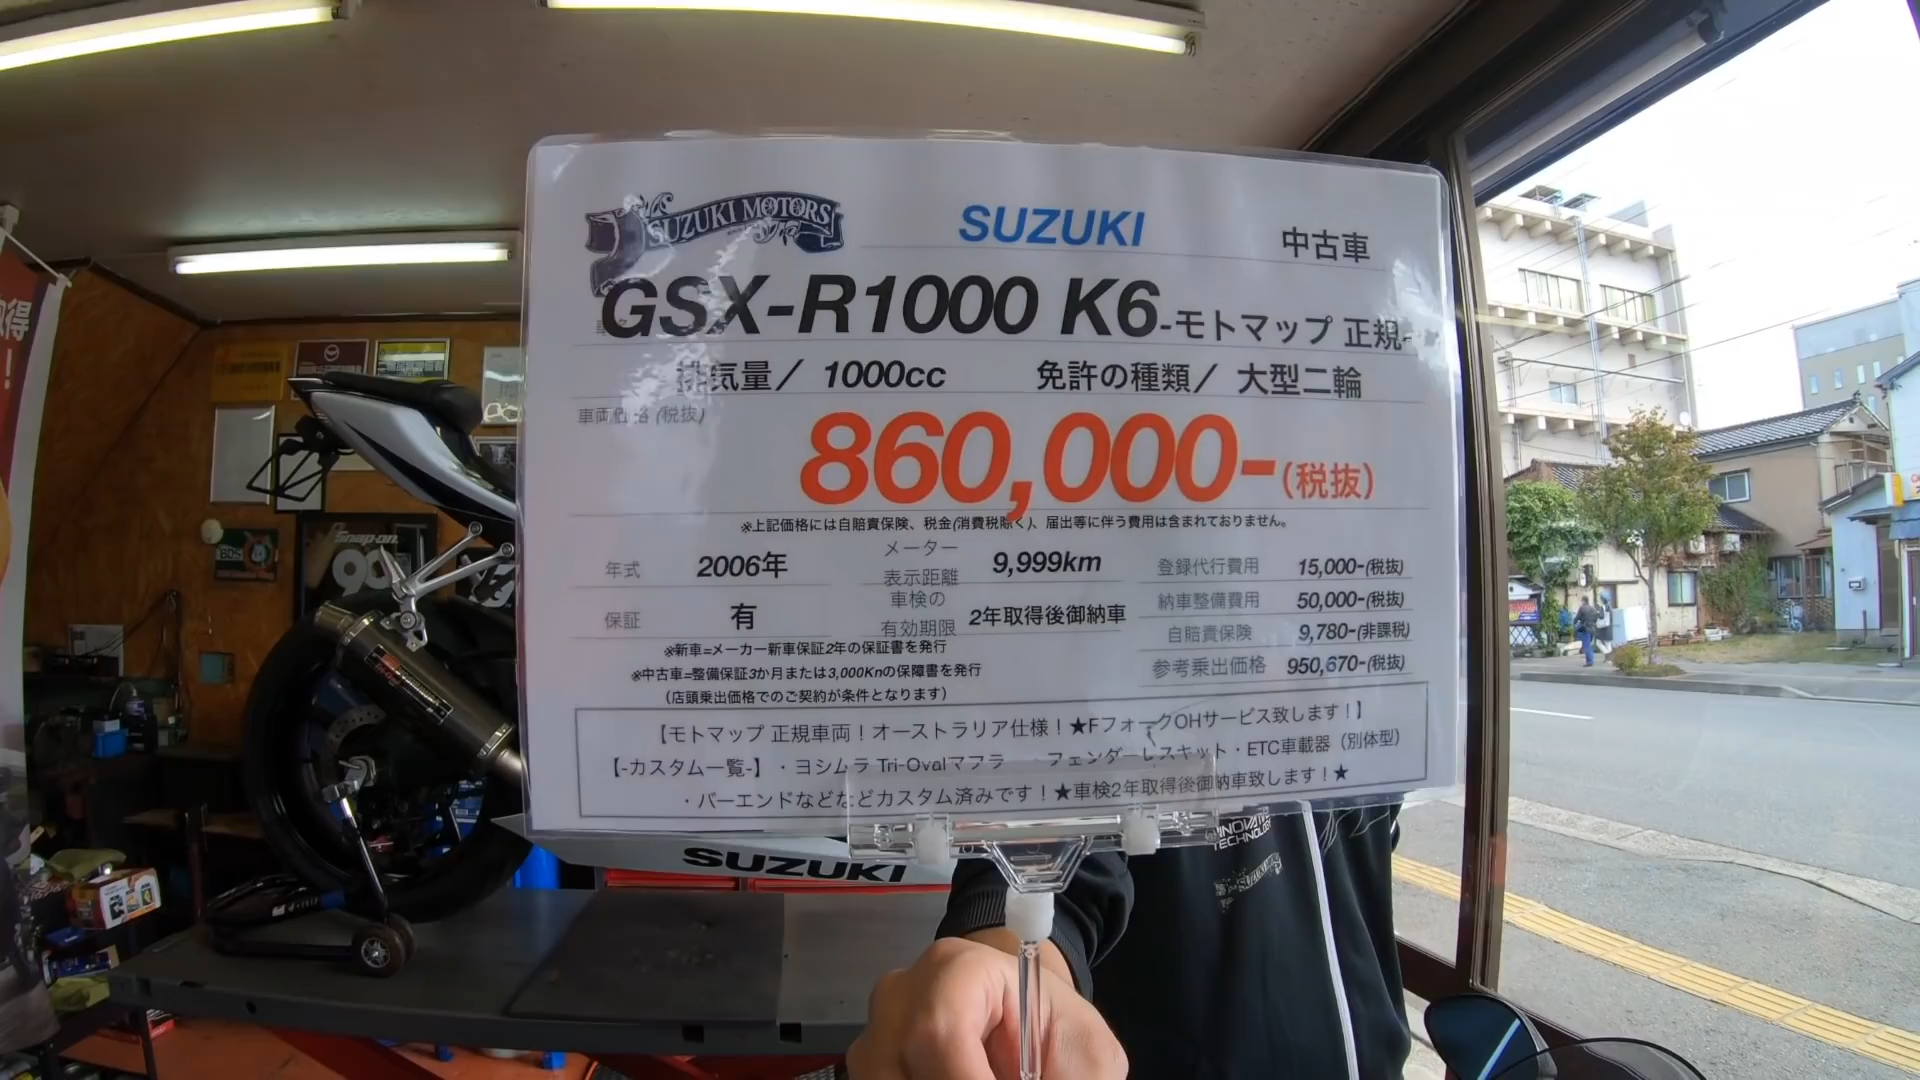 SUZUKI MOTORS
SUZUKI
中古車
GSX-R1000 K6-モトマップ 正規-
排気量/ 1000cc 免許の種類/ 大型二輪
車両価格 (税抜)
860,000-(税抜)
※上記価格には自賠責保険、税金(消費税除く)、届出等に伴う費用は含まれておりません。
年式 2006年
メーター表示距離 9,999km
登録代行費用 15,000-(税抜)
納車整備費用 50,000-(税抜)
保証 有
車検の有効期限 2年取得後御納車
自賠責保険 9,780-(非課税)
参考乗出価格 950,670-(税抜)
※新車=メーカー新車保証2年の保証書を発行
※中古車=整備保証3か月または3,000Knの保障書を発行
(店頭乗出価格でのご契約が条件となります)
【モトマップ 正規車両!オーストラリア仕様!★FフォークOHサービス致します!】
【-カスタム一覧-】・ヨシムラ Tri-Ovalマフラ フェンダーレスキット・ETC車載器(別体型)
・バーエンドなどなどカスタム済みです!★車検2年取得後御納車致します!★
SUZUKI
Snap-on
90
BDS
INNOVAT
TECHNOLOGY
SUZUKI
取得
!